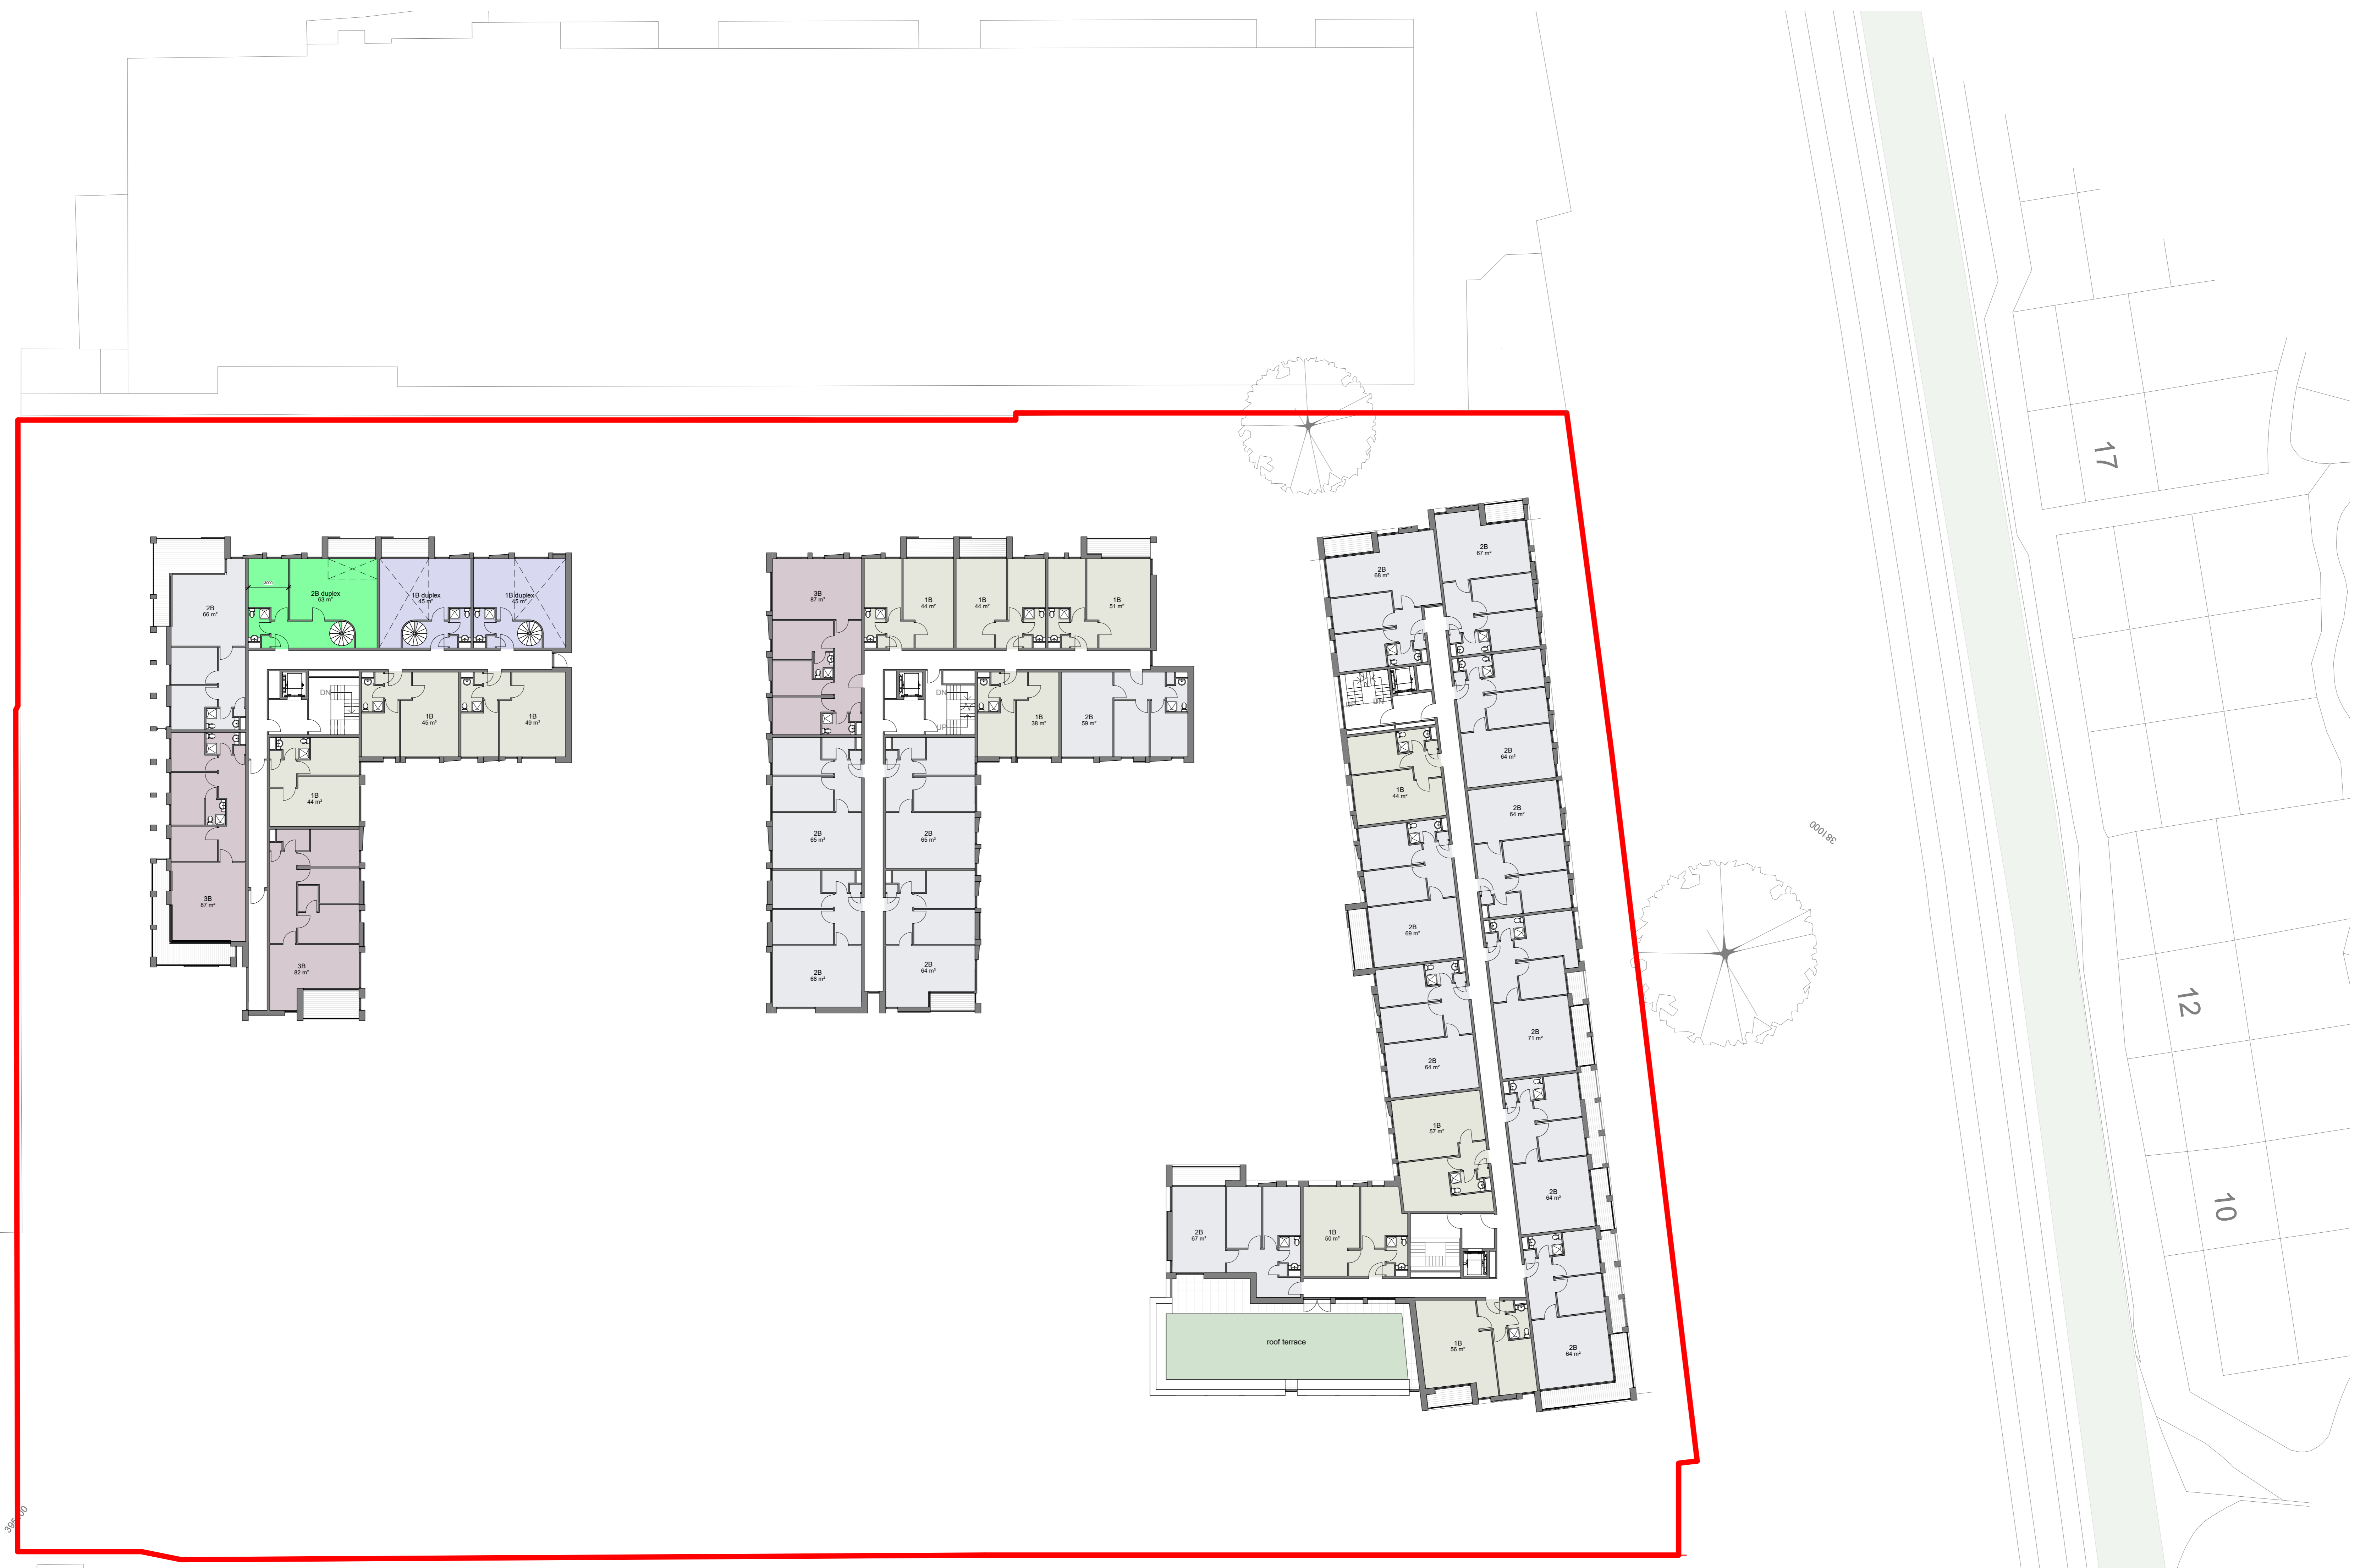 17
2B
66 m²
3000
2B duplex
63 m²
1B duplex
45 m²
1B duplex
45 m²
DN
1B
45 m²
1B
49 m²
1B
44 m²
3B
87 m²
3B
82 m²
3B
87 m²
1B
44 m²
1B
44 m²
1B
51 m²
DN
UP
1B
38 m²
2B
59 m²
2B
65 m²
2B
65 m²
2B
68 m²
2B
64 m²
2B
68 m²
2B
67 m²
2B
64 m²
1B
44 m²
2B
64 m²
2B
69 m²
2B
71 m²
2B
64 m²
1B
57 m²
2B
64 m²
2B
67 m²
1B
50 m²
roof terrace
1B
56 m²
2B
64 m²
381000
12
10